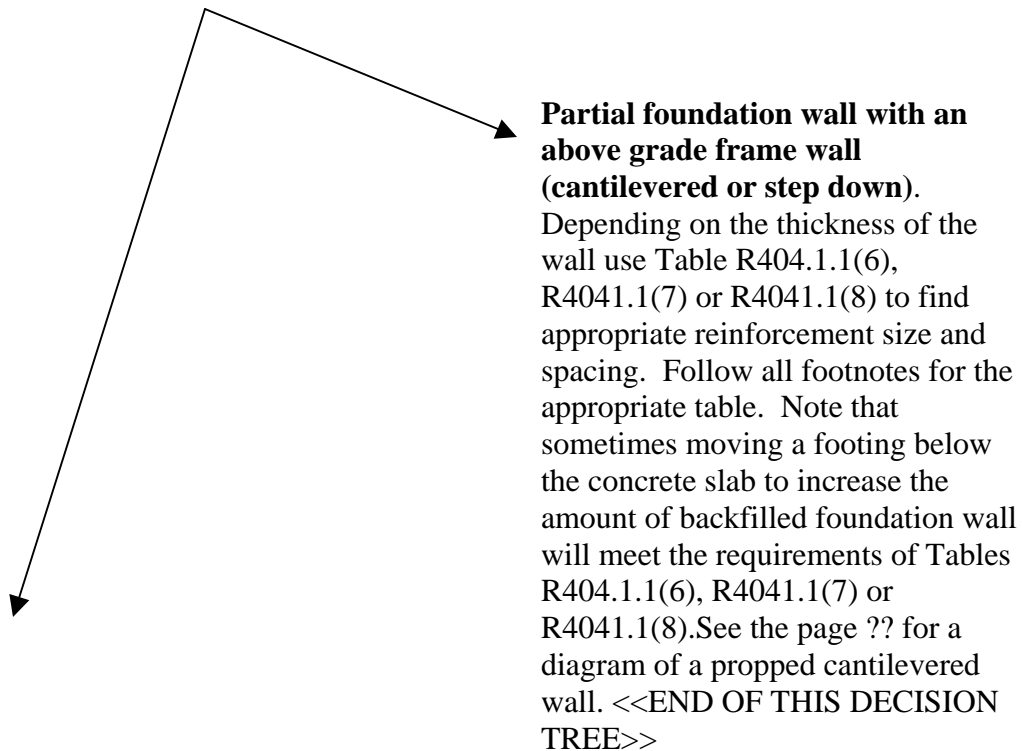 Partial foundation wall with an
above grade frame wall
(cantilevered or step down).
Depending on the thickness of the
wall use Table R404.1.1(6),
R4041.1(7) or R4041.1(8) to find
appropriate reinforcement size and
spacing.  Follow all footnotes for the
appropriate table.  Note that
sometimes moving a footing below
the concrete slab to increase the
amount of backfilled foundation wall
will meet the requirements of Tables
R404.1.1(6), R4041.1(7) or
R4041.1(8).See the page ?? for a
diagram of a propped cantilevered
wall. <<END OF THIS DECISION
TREE>>